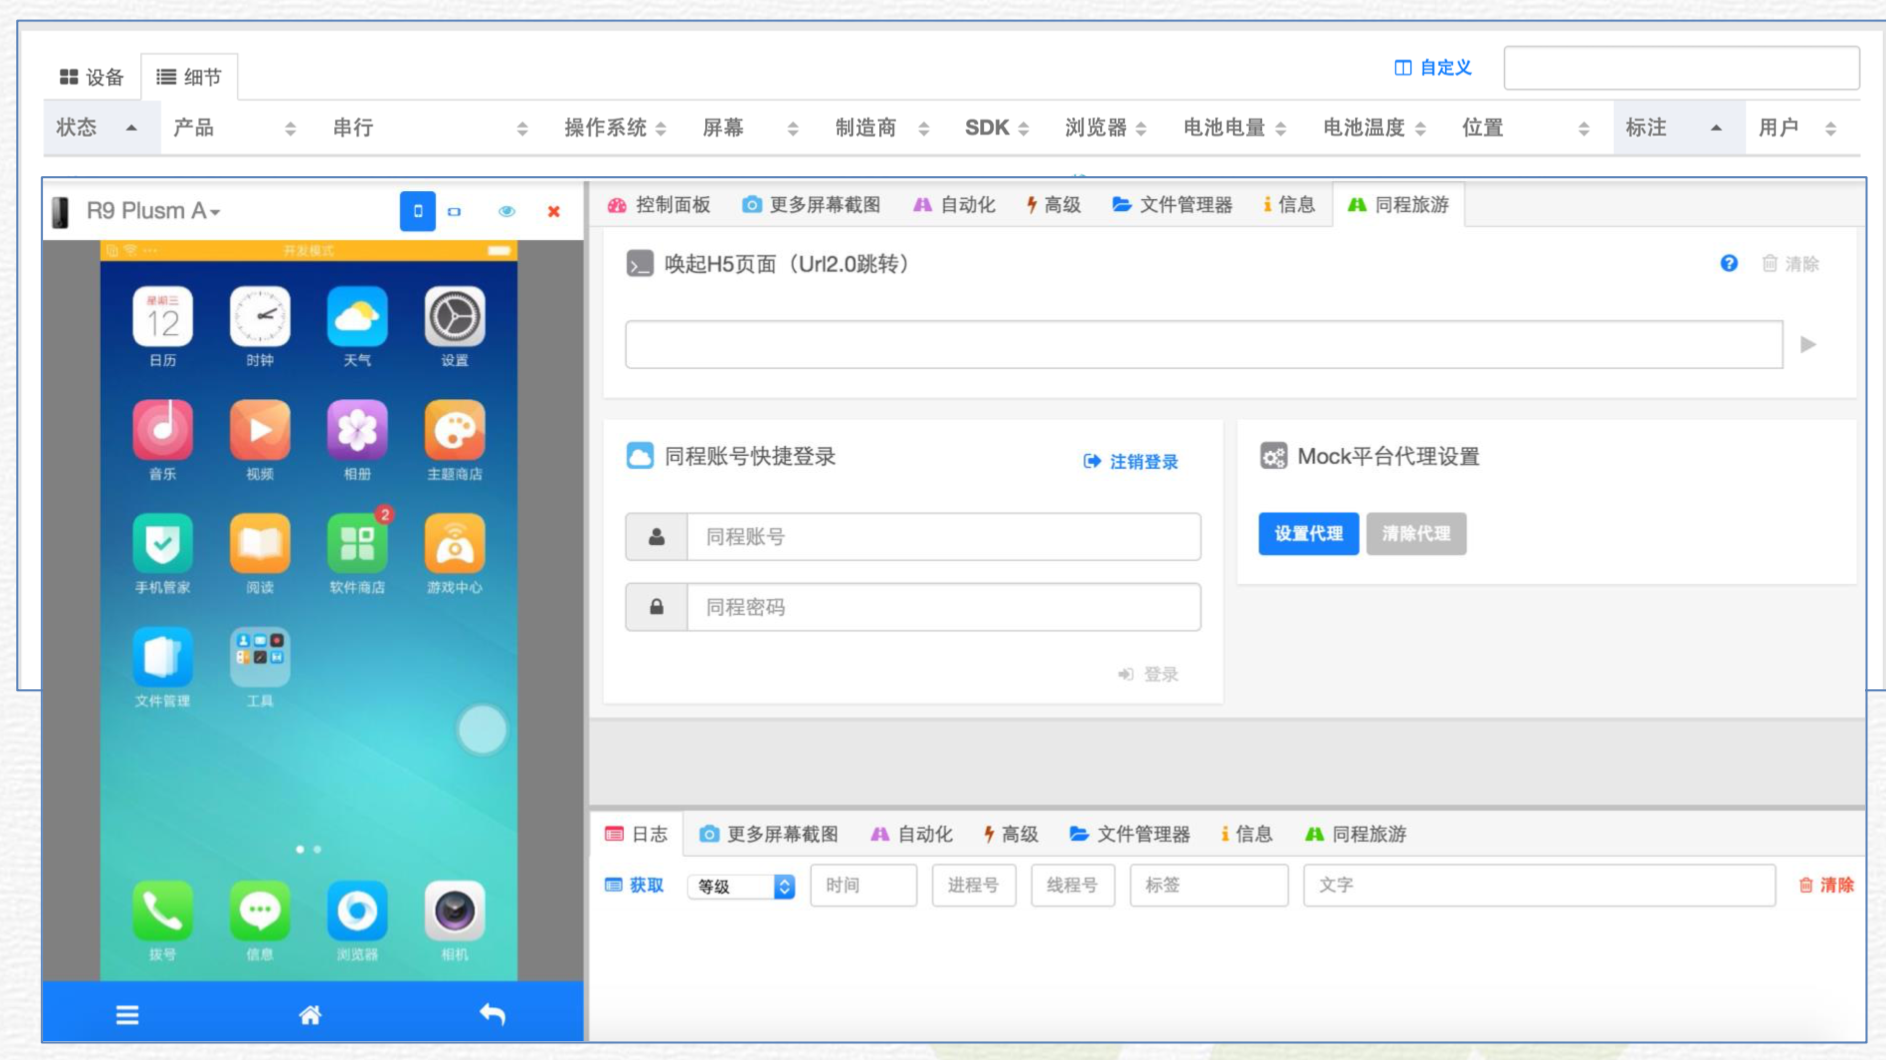 设备 细节 自定义
状态 产品 串行 操作系统 屏幕 制造商 SDK 浏览器 电池电量 电池温度 位置 标注 用户
R9 Plusm A
开发模式
星期三
12
日历 时钟 天气 设置
音乐 视频 相册 主题商店
2
手机管家 阅读 软件商店 游戏中心
文件管理 工具
拨号 信息 浏览器 相机
控制面板 更多屏幕截图 自动化 高级 文件管理器 信息 同程旅游
唤起H5页面（Url2.0跳转） 清除
同程账号快捷登录 注销登录
同程账号
同程密码
登录
Mock平台代理设置
设置代理 清除代理
日志 更多屏幕截图 自动化 高级 文件管理器 信息 同程旅游
获取 等级 时间 进程号 线程号 标签 文字 清除